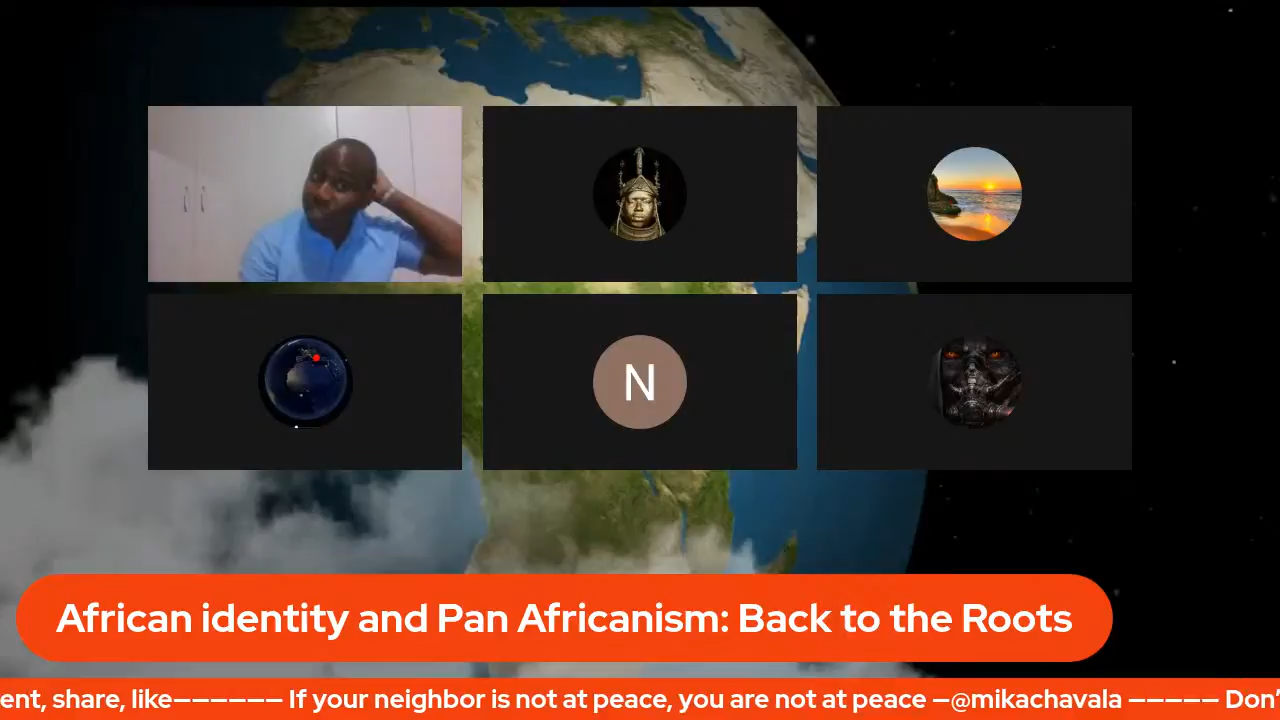 N
African identity and Pan Africanism: Back to the Roots
ent, share, like—————— If your neighbor is not at peace, you are not at peace —@mikachavala ————— Don’